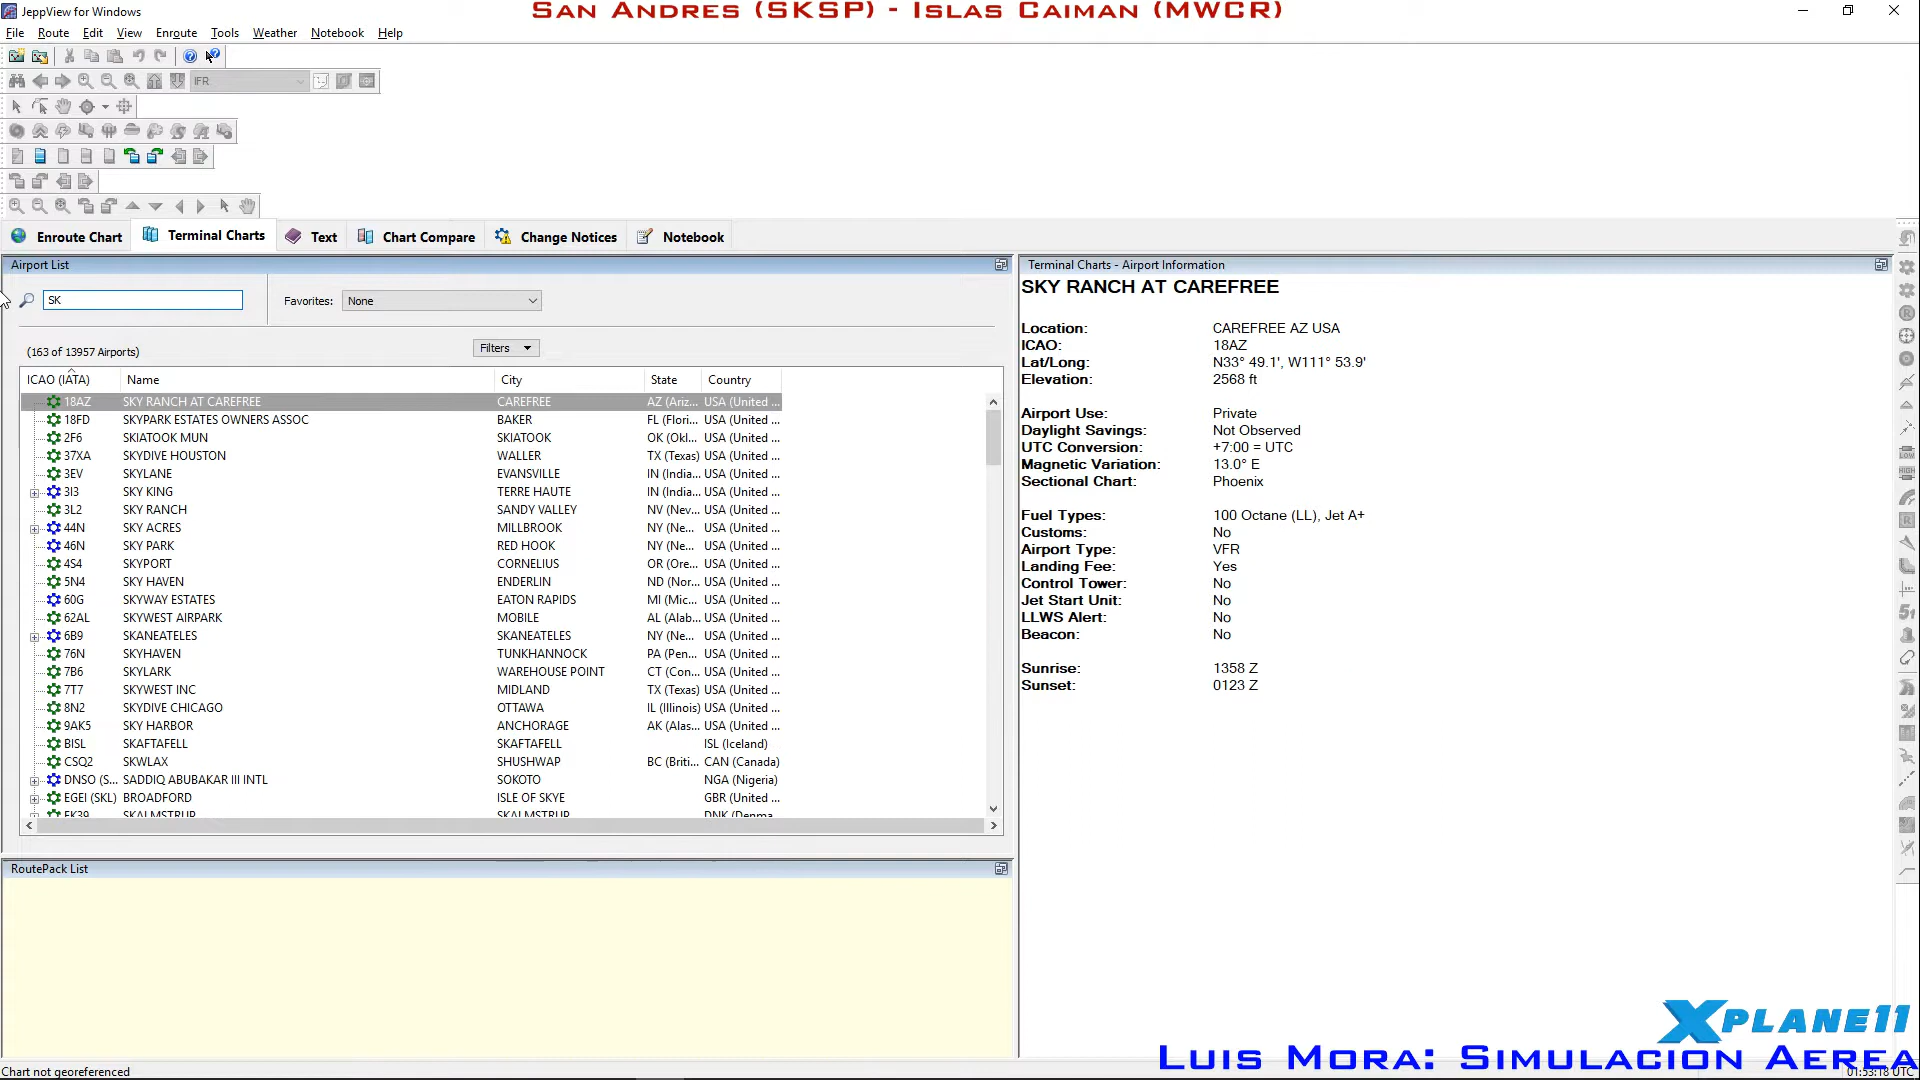 JeppView for Windows
San Andres (SKSP) - Islas Caiman (MWCR)
File Route Edit View Enroute Tools Weather Notebook Help
IFR
Enroute Chart Terminal Charts Text Chart Compare Change Notices Notebook
Airport List
SK
Favorites: None
(163 of 13957 Airports)
Filters
ICAO (IATA) Name City State Country
18AZ SKY RANCH AT CAREFREE CAREFREE AZ (Ariz... USA (United ...
18FD SKYPARK ESTATES OWNERS ASSOC BAKER FL (Flori... USA (United ...
2F6 SKIATOOK MUN SKIATOOK OK (Okl... USA (United ...
37XA SKYDIVE HOUSTON WALLER TX (Texas) USA (United ...
3EV SKYLANE EVANSVILLE IN (India... USA (United ...
3I3 SKY KING TERRE HAUTE IN (India... USA (United ...
3L2 SKY RANCH SANDY VALLEY NV (Nev... USA (United ...
44N SKY ACRES MILLBROOK NY (Ne... USA (United ...
46N SKY PARK RED HOOK NY (Ne... USA (United ...
4S4 SKYPORT CORNELIUS OR (Ore... USA (United ...
5N4 SKY HAVEN ENDERLIN ND (Nor... USA (United ...
60G SKYWAY ESTATES EATON RAPIDS MI (Mic... USA (United ...
62AL SKYWEST AIRPARK MOBILE AL (Alab... USA (United ...
6B9 SKANEATELES SKANEATELES NY (Ne... USA (United ...
76N SKYHAVEN TUNKHANNOCK PA (Pen... USA (United ...
7B6 SKYLARK WAREHOUSE POINT CT (Con... USA (United ...
7T7 SKYWEST INC MIDLAND TX (Texas) USA (United ...
8N2 SKYDIVE CHICAGO OTTAWA IL (Illinois) USA (United ...
9AK5 SKY HARBOR ANCHORAGE AK (Alas... USA (United ...
BISL SKAFTAFELL SKAFTAFELL ISL (Iceland)
CSQ2 SKWLAX SHUSHWAP BC (Briti... CAN (Canada)
DNSO (S... SADDIQ ABUBAKAR III INTL SOKOTO NGA (Nigeria)
EGEI (SKL) BROADFORD ISLE OF SKYE GBR (United ...
EK39 SKALMSTRUP SKALMSTRUP DNK (Denma...
RoutePack List
Chart not georeferenced
Terminal Charts - Airport Information
SKY RANCH AT CAREFREE
Location: CAREFREE AZ USA
ICAO: 18AZ
Lat/Long: N33° 49.1', W111° 53.9'
Elevation: 2568 ft
Airport Use: Private
Daylight Savings: Not Observed
UTC Conversion: +7:00 = UTC
Magnetic Variation: 13.0° E
Sectional Chart: Phoenix
Fuel Types: 100 Octane (LL), Jet A+
Customs: No
Airport Type: VFR
Landing Fee: Yes
Control Tower: No
Jet Start Unit: No
LLWS Alert: No
Beacon: No
Sunrise: 1358 Z
Sunset: 0123 Z
XPLANE11
Luis Mora: Simulacion Aerea
01:53:18 UTC